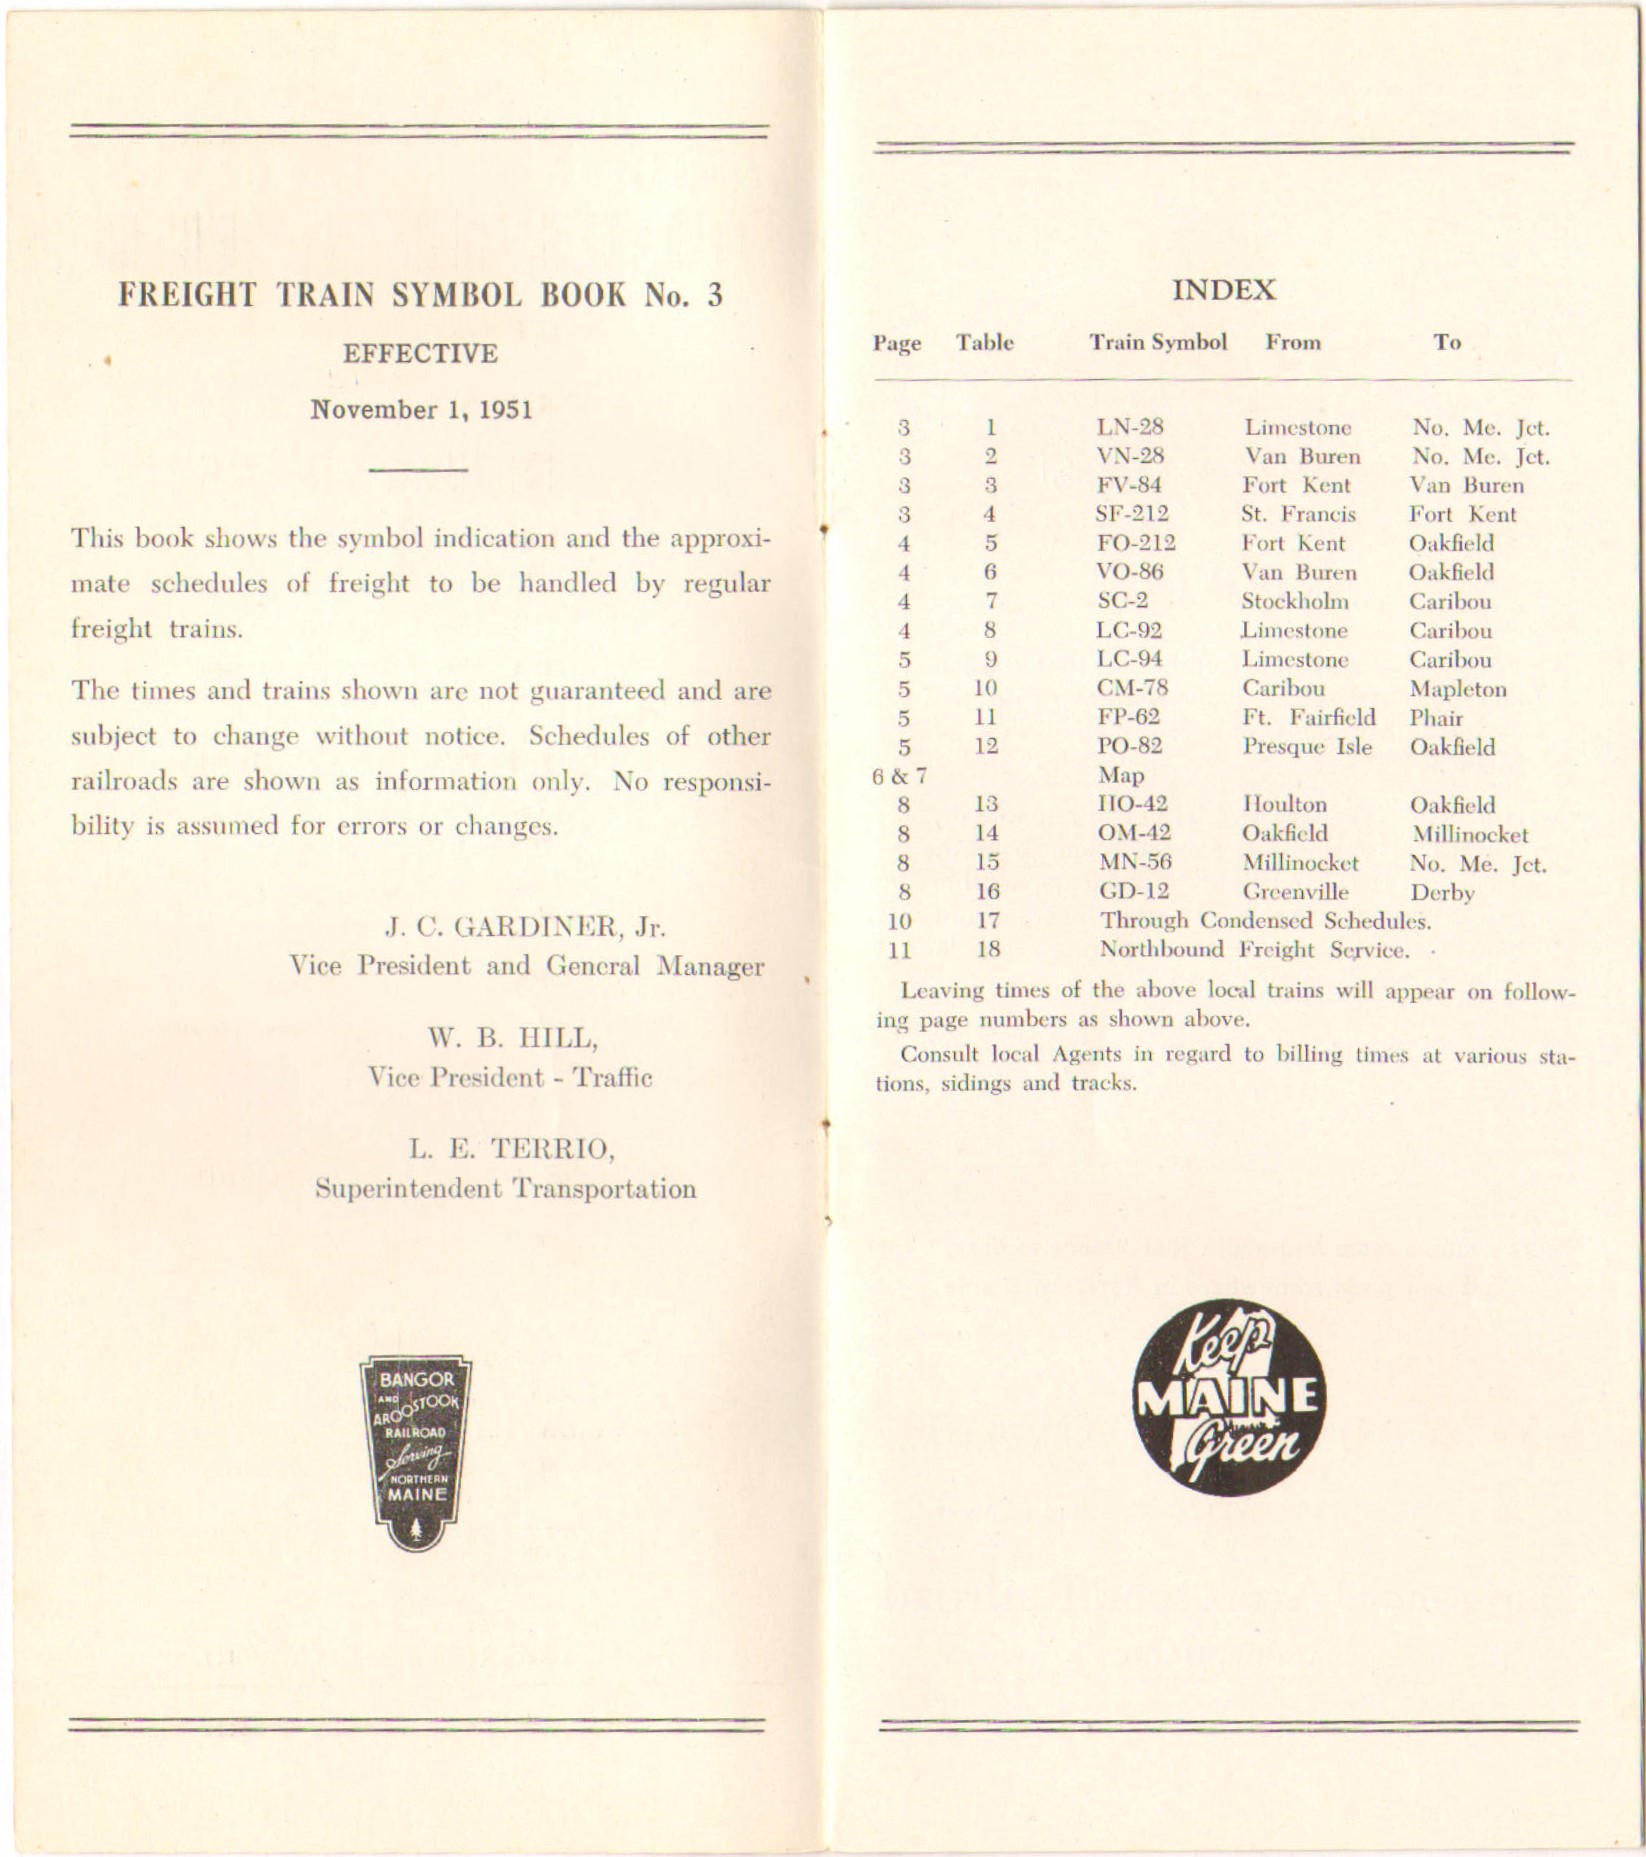 FREIGHT TRAIN SYMBOL BOOK No. 3
EFFECTIVE
November 1, 1951
This book shows the symbol indication and the approxi-
mate schedules of freight to be handled by regular
freight trains.
The times and trains shown are not guaranteed and are
subject to change without notice. Schedules of other
railroads are shown as information only. No responsi-
bility is assumed for errors or changes.
J. C. GARDINER, Jr.
Vice President and General Manager
W. B. HILL,
Vice President - Traffic
L. E. TERRIO,
Superintendent Transportation
BANGOR
AND
AROOSTOOK
RAILROAD
Serving
NORTHERN
MAINE
INDEX
Page Table Train Symbol From To
3 1 LN-28 Limestone No. Me. Jct.
3 2 VN-28 Van Buren No. Me. Jct.
3 3 FV-84 Fort Kent Van Buren
3 4 SF-212 St. Francis Fort Kent
4 5 FO-212 Fort Kent Oakfield
4 6 VO-86 Van Buren Oakfield
4 7 SC-2 Stockholm Caribou
4 8 LC-92 Limestone Caribou
5 9 LC-94 Limestone Caribou
5 10 CM-78 Caribou Mapleton
5 11 FP-62 Ft. Fairfield Phair
5 12 PO-82 Presque Isle Oakfield
6 & 7 Map
8 13 HO-42 Houlton Oakfield
8 14 OM-42 Oakfield Millinocket
8 15 MN-56 Millinocket No. Me. Jct.
8 16 GD-12 Greenville Derby
10 17 Through Condensed Schedules.
11 18 Northbound Freight Service.
Leaving times of the above local trains will appear on follow-
ing page numbers as shown above.
Consult local Agents in regard to billing times at various sta-
tions, sidings and tracks.
Keep
MAINE
Green